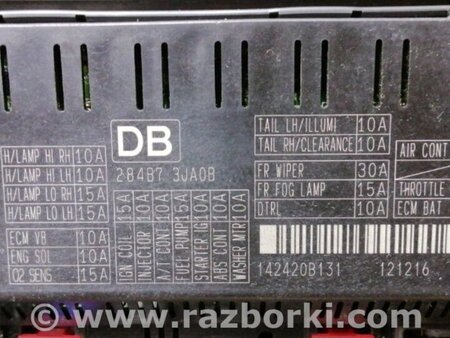 DB
284B7 3JA0B
H/LAMP HI RH 10A
H/LAMP HI LH 10A
H/LAMP LO RH 15A
H/LAMP LO LH 15A
ECM VB 10A
ENG SOL 10A
O2 SENS 15A
IGN COIL 15A
INJECTOR 10A
A/T CONT 10A
FUEL PUMP 15A
STARTER IG 10A
ABS CONT 10A
WASHER MTR 10A
TAIL LH/ILLUMI 10A
TAIL RH/CLEARANCE 10A
FR WIPER 30A
FR FOG LAMP 15A
DTRL 10A
AIR CONT
THROTTLE
ECM BAT
142420B131 121216
© www.razborki.com